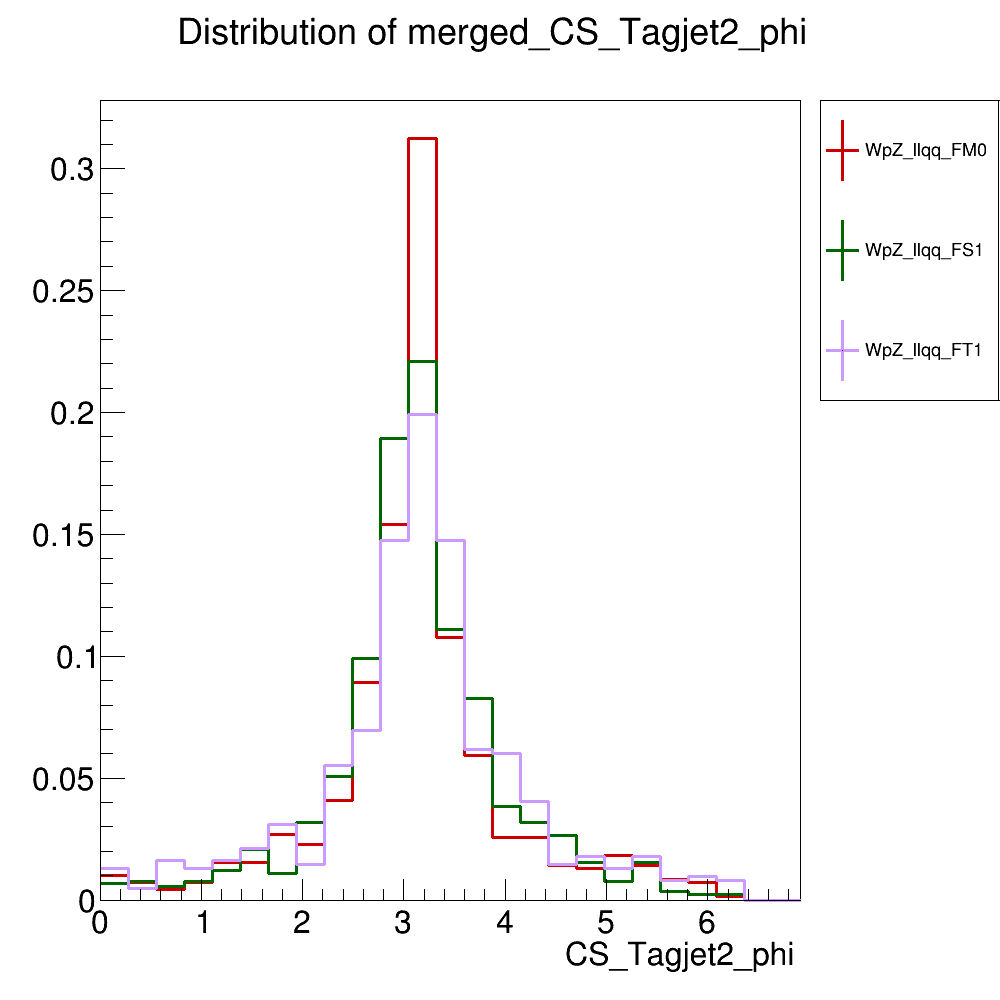 Distribution of merged_CS_Tagjet2_phi
WpZ_llqq_FM0
WpZ_llqq_FS1
WpZ_llqq_FT1
0.3
0.25
0.2
0.15
0.1
0.05
0
0 1 2 3 4 5 6
CS_Tagjet2_phi